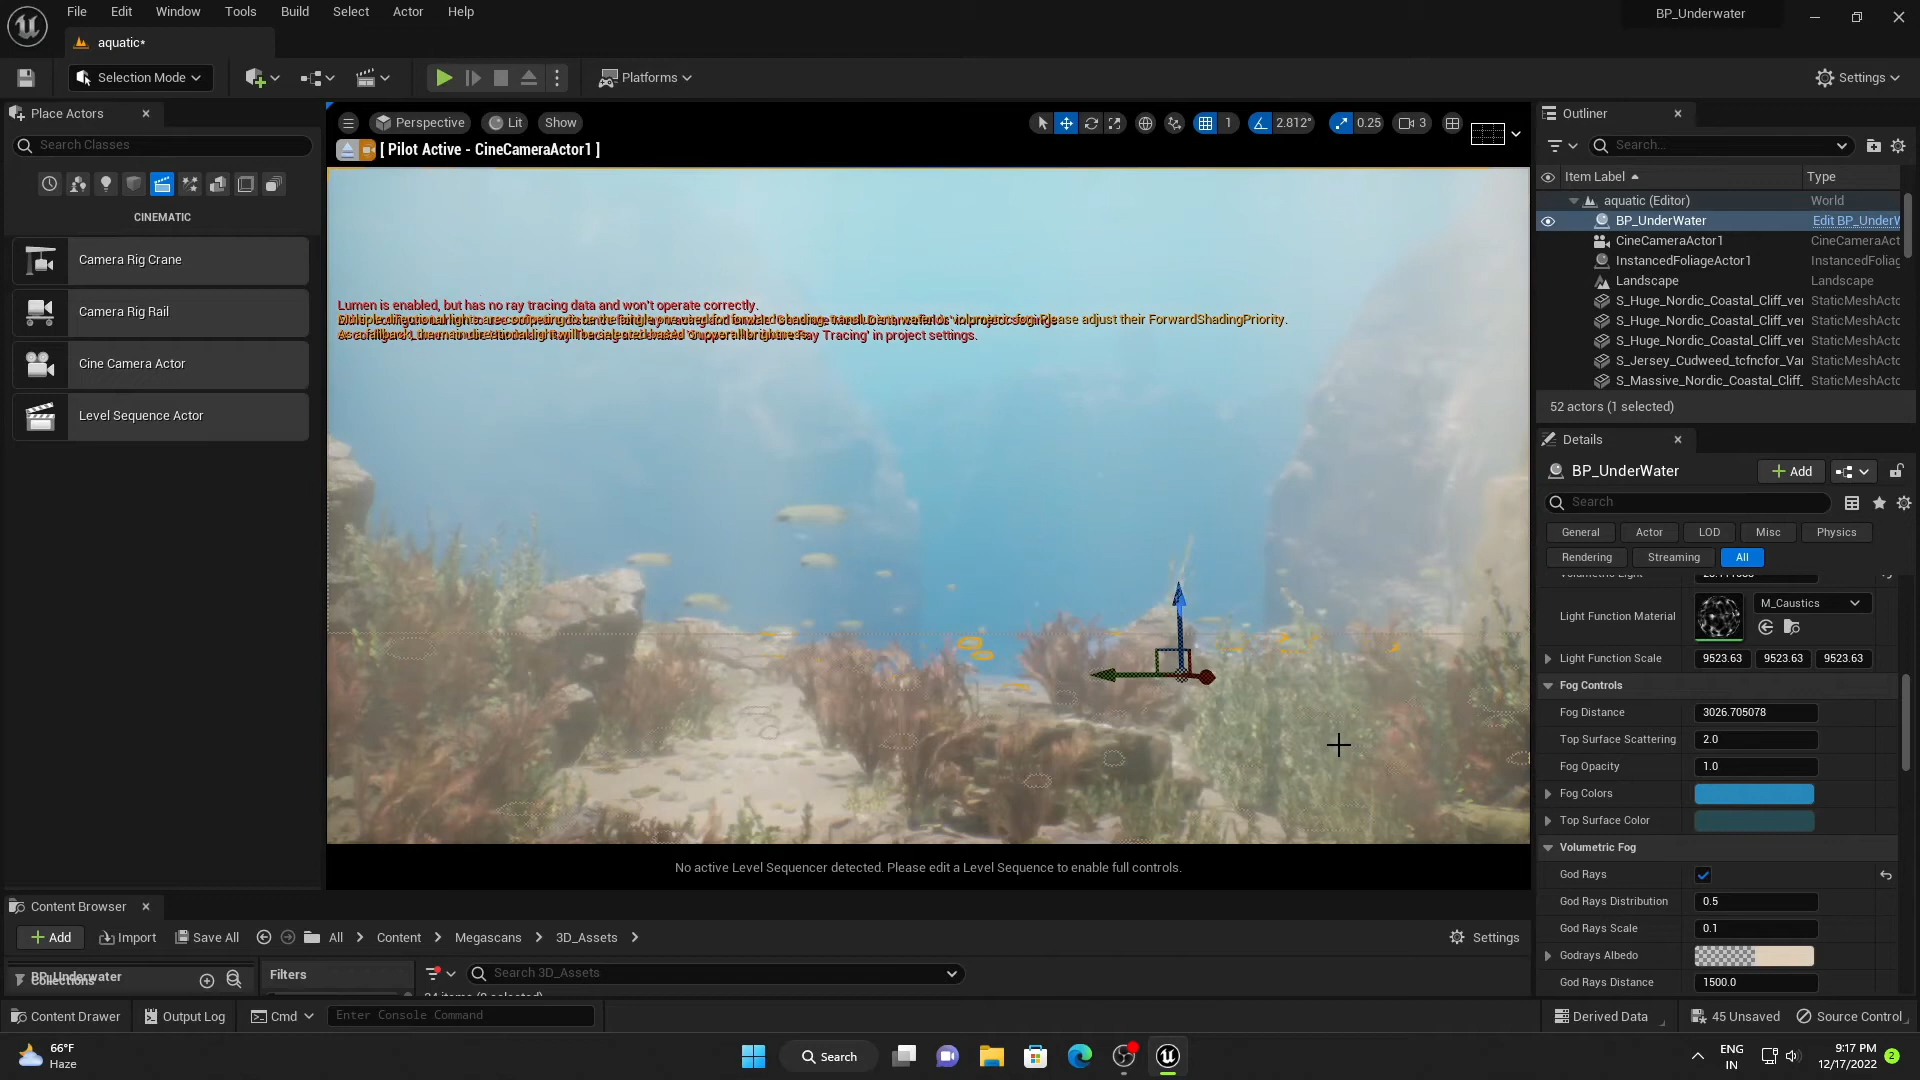 File Edit Window Tools Build Select Actor Help
BP_Underwater
aquatic*
Selection Mode
Platforms
Settings
Place Actors
Search Classes
CINEMATIC
Camera Rig Crane
Camera Rig Rail
Cine Camera Actor
Level Sequence Actor
Perspective Lit Show
1 2.812° 0.25 3
[ Pilot Active - CineCameraActor1 ]
Lumen is enabled, but has no ray tracing data and won't operate correctly.
Please adjust their ForwardShadingPriority.
Ray Tracing' in project settings.
No active Level Sequencer detected. Please edit a Level Sequence to enable full controls.
Outliner
Search...
Item Label Type
aquatic (Editor) World
BP_UnderWater Edit BP_UnderW
CineCameraActor1 CineCameraAct
InstancedFoliageActor1 InstancedFoliag
Landscape Landscape
S_Huge_Nordic_Coastal_Cliff_ver StaticMeshActo
S_Huge_Nordic_Coastal_Cliff_ver StaticMeshActo
S_Huge_Nordic_Coastal_Cliff_ver StaticMeshActo
S_Jersey_Cudweed_tcfncfor_Var StaticMeshActo
S_Massive_Nordic_Coastal_Cliff_ StaticMeshActo
52 actors (1 selected)
Details
BP_UnderWater
Add
Search
General Actor LOD Misc Physics
Rendering Streaming All
Volumetric Light
Light Function Material M_Caustics
Light Function Scale 9523.63 9523.63 9523.63
Fog Controls
Fog Distance 3026.705078
Top Surface Scattering 2.0
Fog Opacity 1.0
Fog Colors
Top Surface Color
Volumetric Fog
God Rays
God Rays Distribution 0.5
God Rays Scale 0.1
Godrays Albedo
God Rays Distance 1500.0
Content Browser
Add Import Save All All Content Megascans 3D_Assets
Settings
BP_Underwater
Collections
Filters
Search 3D_Assets
Content Drawer Output Log Cmd Enter Console Command
Derived Data 45 Unsaved Source Control
66°F
Haze
Search
ENG
IN
9:17 PM
12/17/2022
2